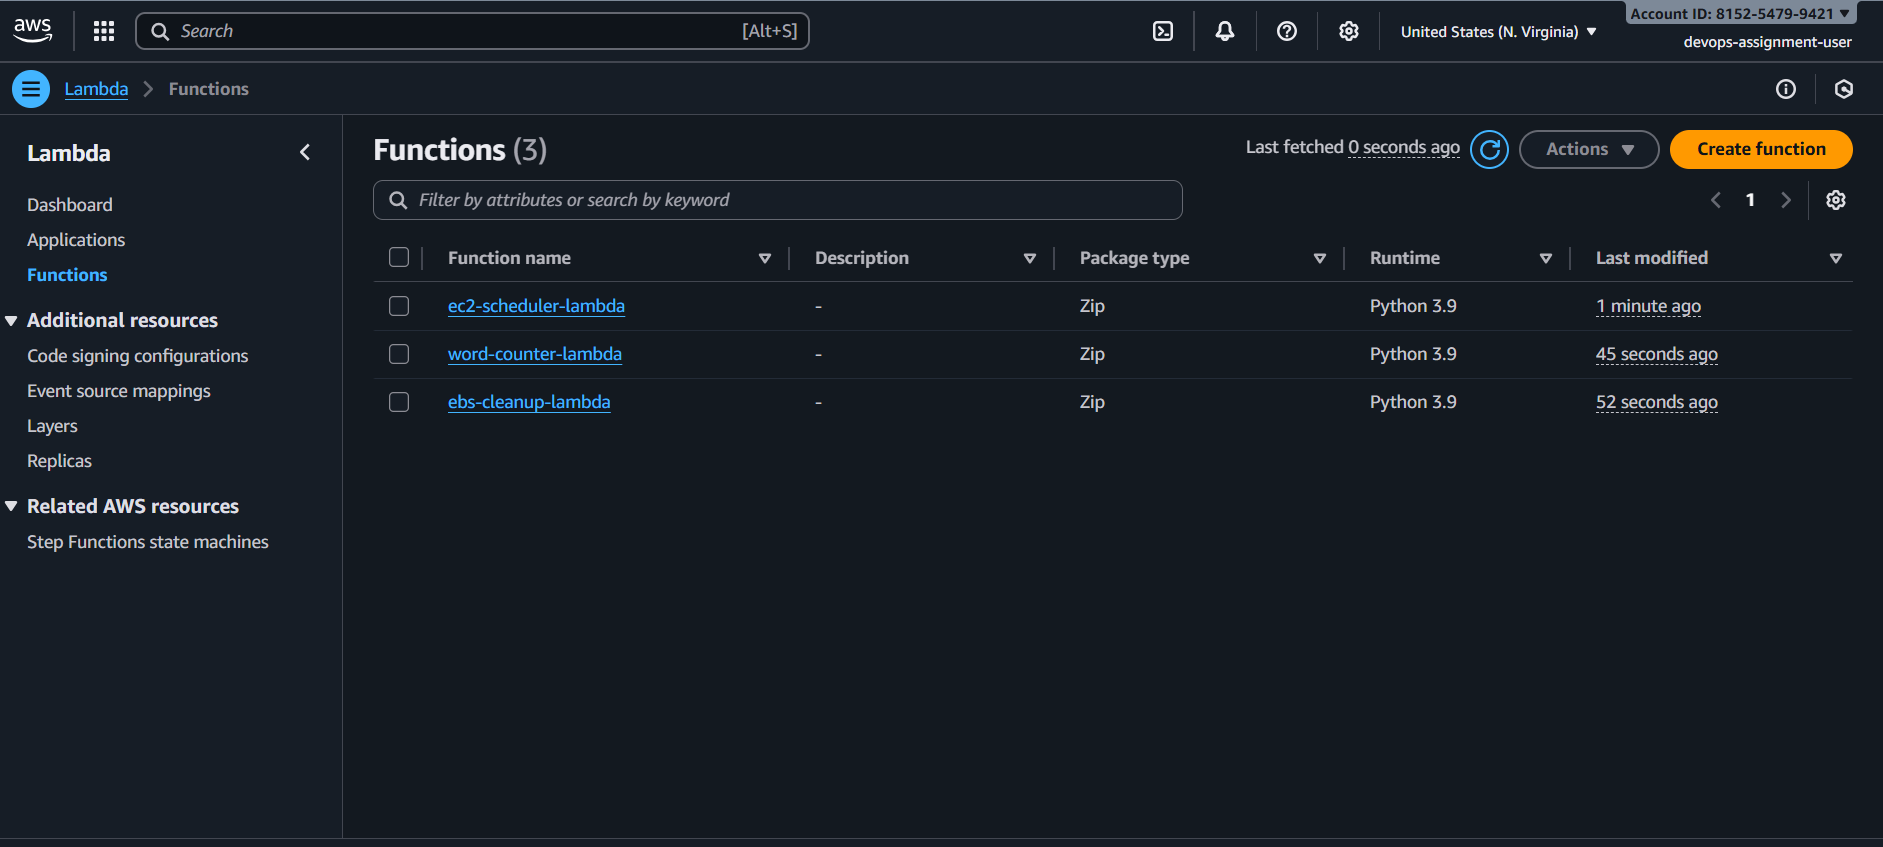 aws
Search [Alt+S]
United States (N. Virginia)
Account ID: 8152-5479-9421
devops-assignment-user
Lambda Functions
Lambda
Dashboard
Applications
Functions
Additional resources
Code signing configurations
Event source mappings
Layers
Replicas
Related AWS resources
Step Functions state machines
Functions (3)
Last fetched 0 seconds ago
Actions
Create function
Filter by attributes or search by keyword
1
Function name Description Package type Runtime Last modified
ec2-scheduler-lambda - Zip Python 3.9 1 minute ago
word-counter-lambda - Zip Python 3.9 45 seconds ago
ebs-cleanup-lambda - Zip Python 3.9 52 seconds ago